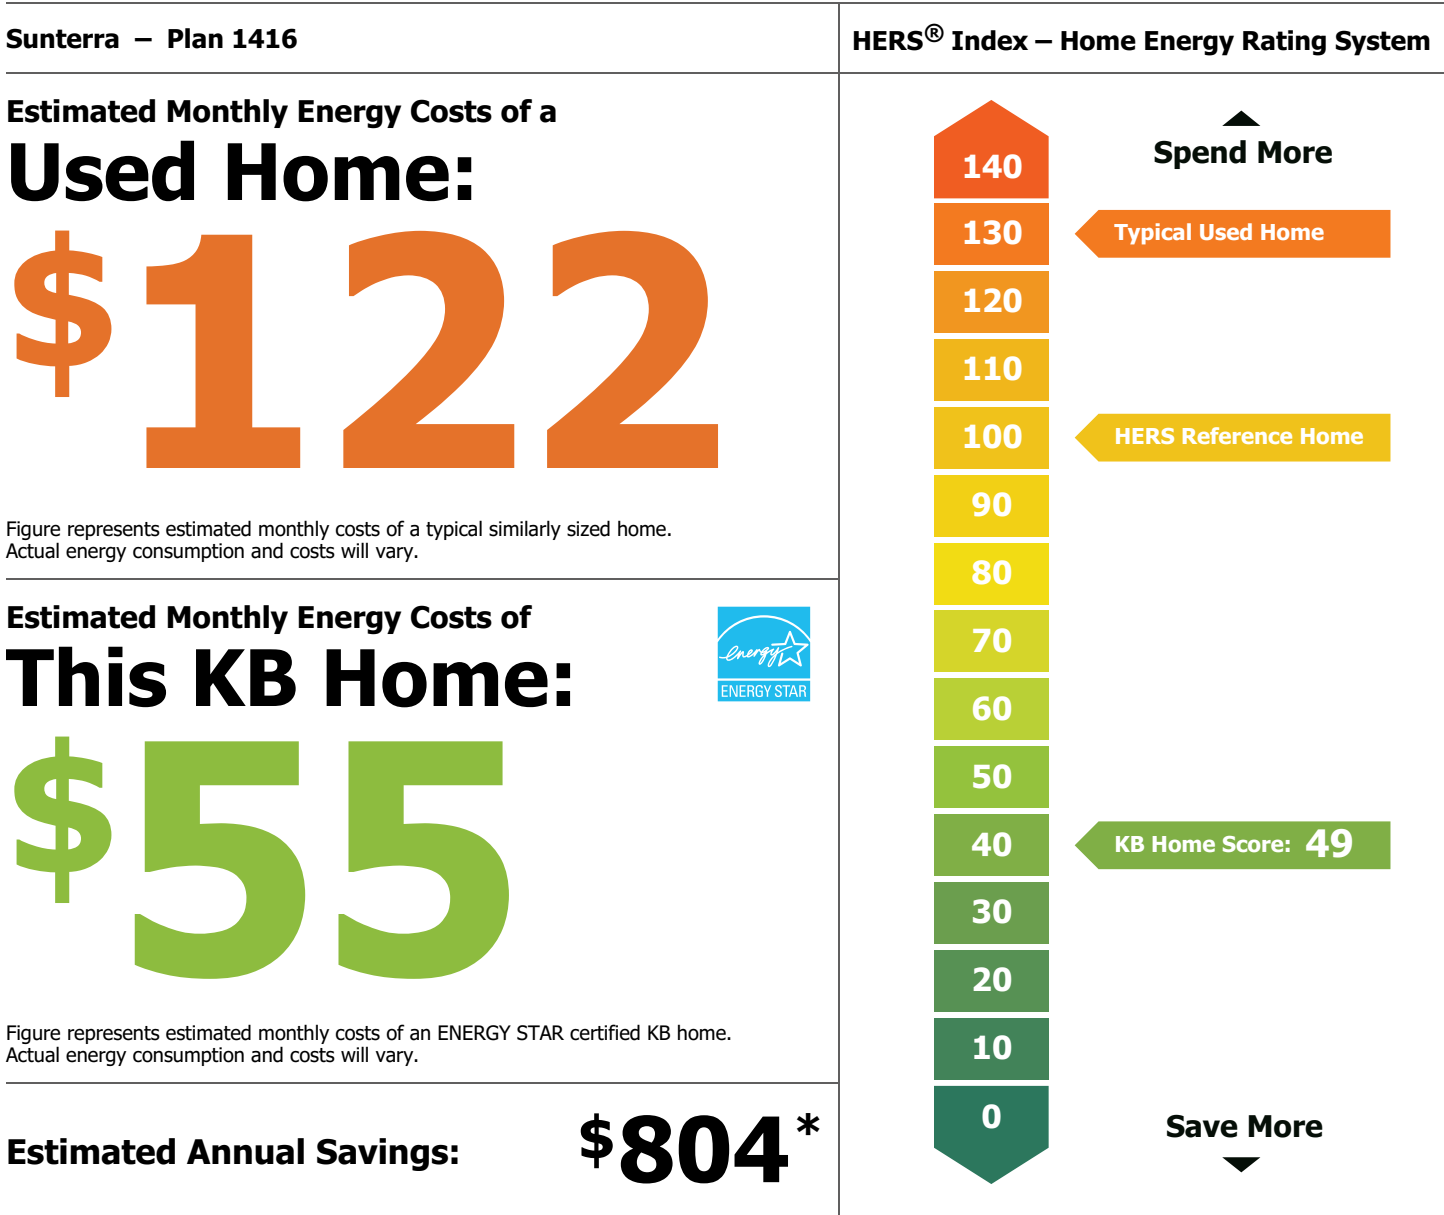 Sunterra – Plan 1416
Estimated Monthly Energy Costs of a
Used Home:
$122
Figure represents estimated monthly costs of a typical similarly sized home.
Actual energy consumption and costs will vary.
Estimated Monthly Energy Costs of
This KB Home:
energy
ENERGY STAR
$55
Figure represents estimated monthly costs of an ENERGY STAR certified KB home.
Actual energy consumption and costs will vary.
Estimated Annual Savings: $804*
HERS® Index – Home Energy Rating System
Spend More
140
130 Typical Used Home
120
110
100 HERS Reference Home
90
80
70
60
50
40 KB Home Score: 49
30
20
10
0
Save More